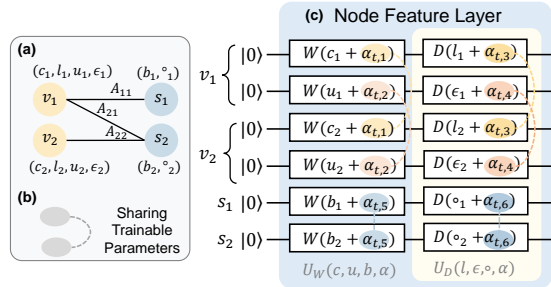 (a)
(c₁, l₁, u₁, ϵ₁) (b₁, ∘₁)
v₁ A₁₁ s₁
A₂₁
v₂ A₂₂ s₂
(c₂, l₂, u₂, ϵ₂) (b₂, ∘₂)
(b)
Sharing
Trainable
Parameters
(c) Node Feature Layer
v₁ |0⟩ W(c₁ + α_{t,1}) D(l₁ + α_{t,3})
|0⟩ W(u₁ + α_{t,2}) D(ϵ₁ + α_{t,4})
v₂ |0⟩ W(c₂ + α_{t,1}) D(l₂ + α_{t,3})
|0⟩ W(u₂ + α_{t,2}) D(ϵ₂ + α_{t,4})
s₁ |0⟩ W(b₁ + α_{t,5}) D(∘₁ + α_{t,6})
s₂ |0⟩ W(b₂ + α_{t,5}) D(∘₂ + α_{t,6})
U_W(c, u, b, α) U_D(l, ϵ, ∘, α)